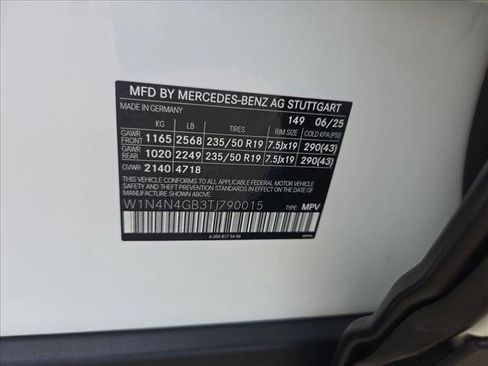 MFD BY MERCEDES-BENZ AG STUTTGART
MADE IN GERMANY 149 06/25
KG LB TIRES RIM SIZE COLD KPA (PSI)
GAWR FRONT 1165 2568 235/50 R19 7.5Jx19 290(43)
GAWR REAR 1020 2249 235/50 R19 7.5Jx19 290(43)
GVWR 2140 4718
THIS VEHICLE CONFORMS TO ALL APPLICABLE FEDERAL MOTOR VEHICLE
SAFETY AND THEFT PREVENTION STANDARDS IN EFFECT ON THE DATE OF
MANUFACTURE SHOWN ABOVE.
W1N4N4GB3TJ790015 TYPE: MPV